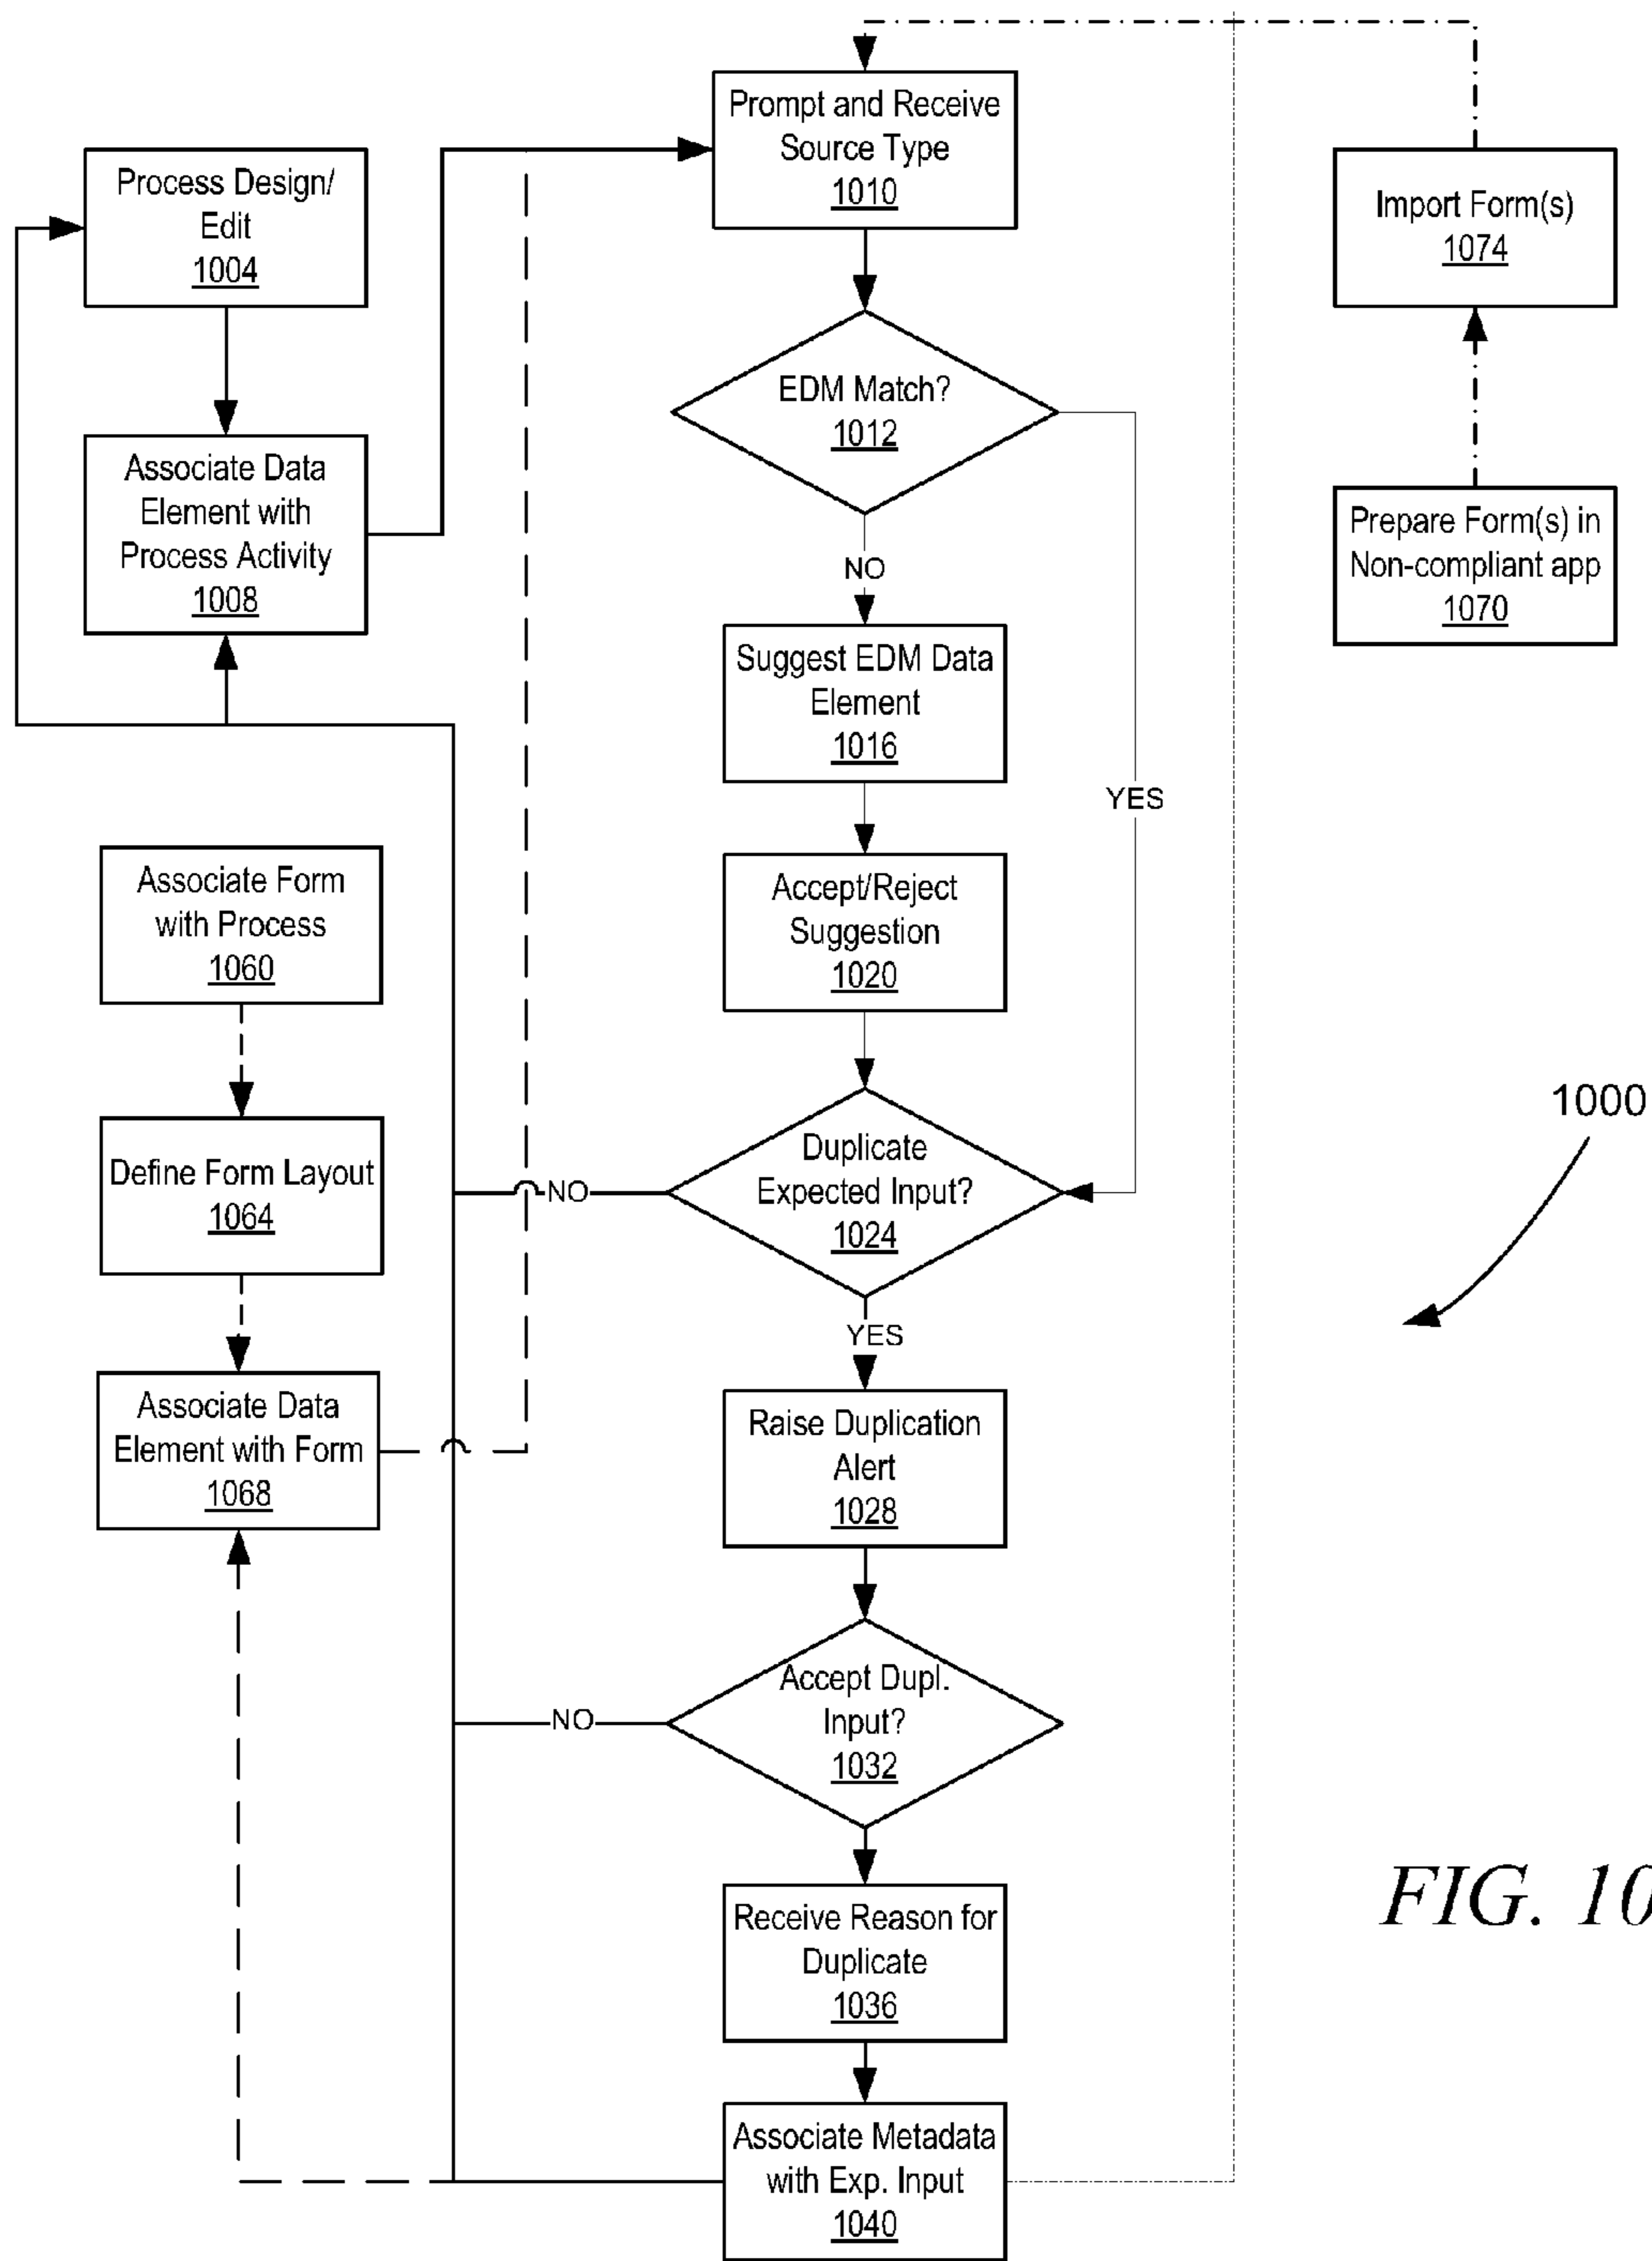 Prompt and Receive
Source Type
1010
Process Design/
Edit
1004
Import Form(s)
1074
EDM Match?
1012
Associate Data
Element with
Process Activity
1008
Prepare Form(s) in
Non-compliant app
1070
NO
Suggest EDM Data
Element
1016
YES
Associate Form
with Process
1060
Accept/Reject
Suggestion
1020
1000
Define Form Layout
1064
NO
Duplicate
Expected Input?
1024
YES
Associate Data
Element with Form
1068
Raise Duplication
Alert
1028
NO
Accept Dupl.
Input?
1032
Receive Reason for
Duplicate
1036
FIG. 10
Associate Metadata
with Exp. Input
1040